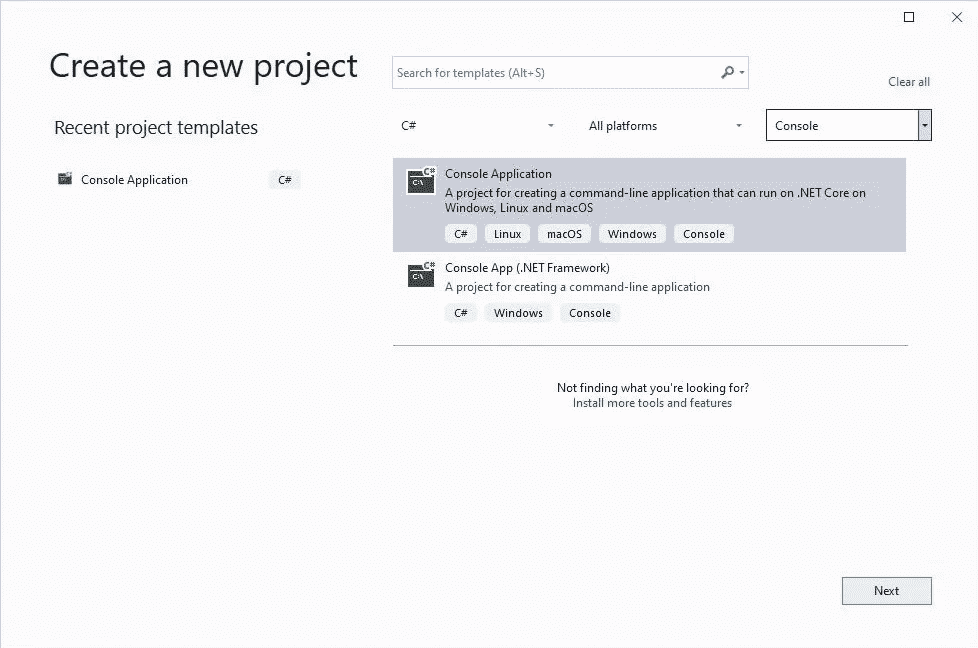 Create a new project
Search for templates (Alt+S)
Clear all
Recent project templates
C#
All platforms
Console
Console Application
C#
C#
C:\
Console Application
A project for creating a command-line application that can run on .NET Core on
Windows, Linux and macOS
C# Linux macOS Windows Console
C#
C:\
Console App (.NET Framework)
A project for creating a command-line application
C# Windows Console
Not finding what you're looking for?
Install more tools and features
Next